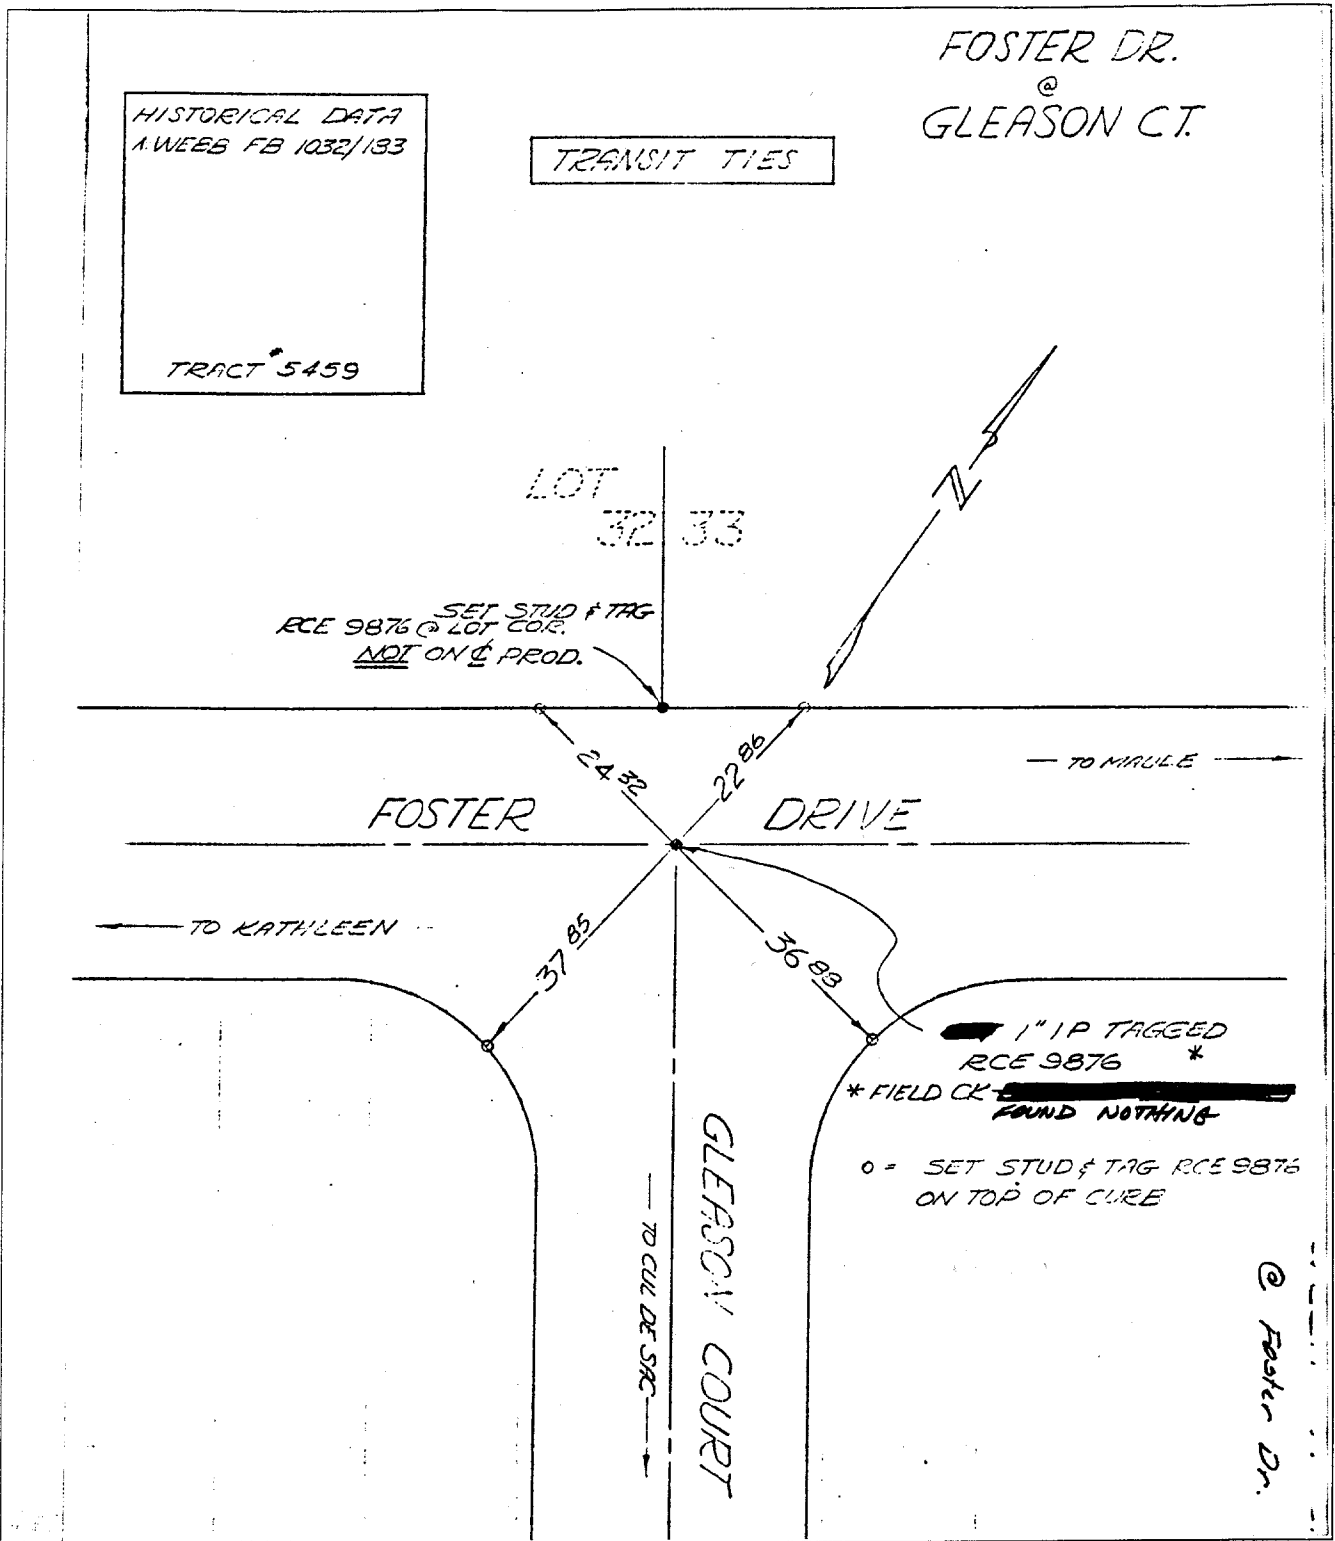 FOSTER DR.
@
GLEASON CT.
HISTORICAL DATA
A. WEBB FB 1032/183
TRACT # 5459
TRANSIT TIES
N
LOT
32 33
SET STUD & TAG
RCE 9876 @ LOT COR.
NOT ON ℄ PROD.
24 32
22 86
TO MAULE
FOSTER DRIVE
TO KATHLEEN
37 85
36 88
1" IP TAGGED
RCE 9876 *
* FIELD CK
FOUND NOTHING
o = SET STUD & TAG RCE 9876
ON TOP OF CURB
GLEASON COURT
TO CUL DE SAC
@ Foster Dr.